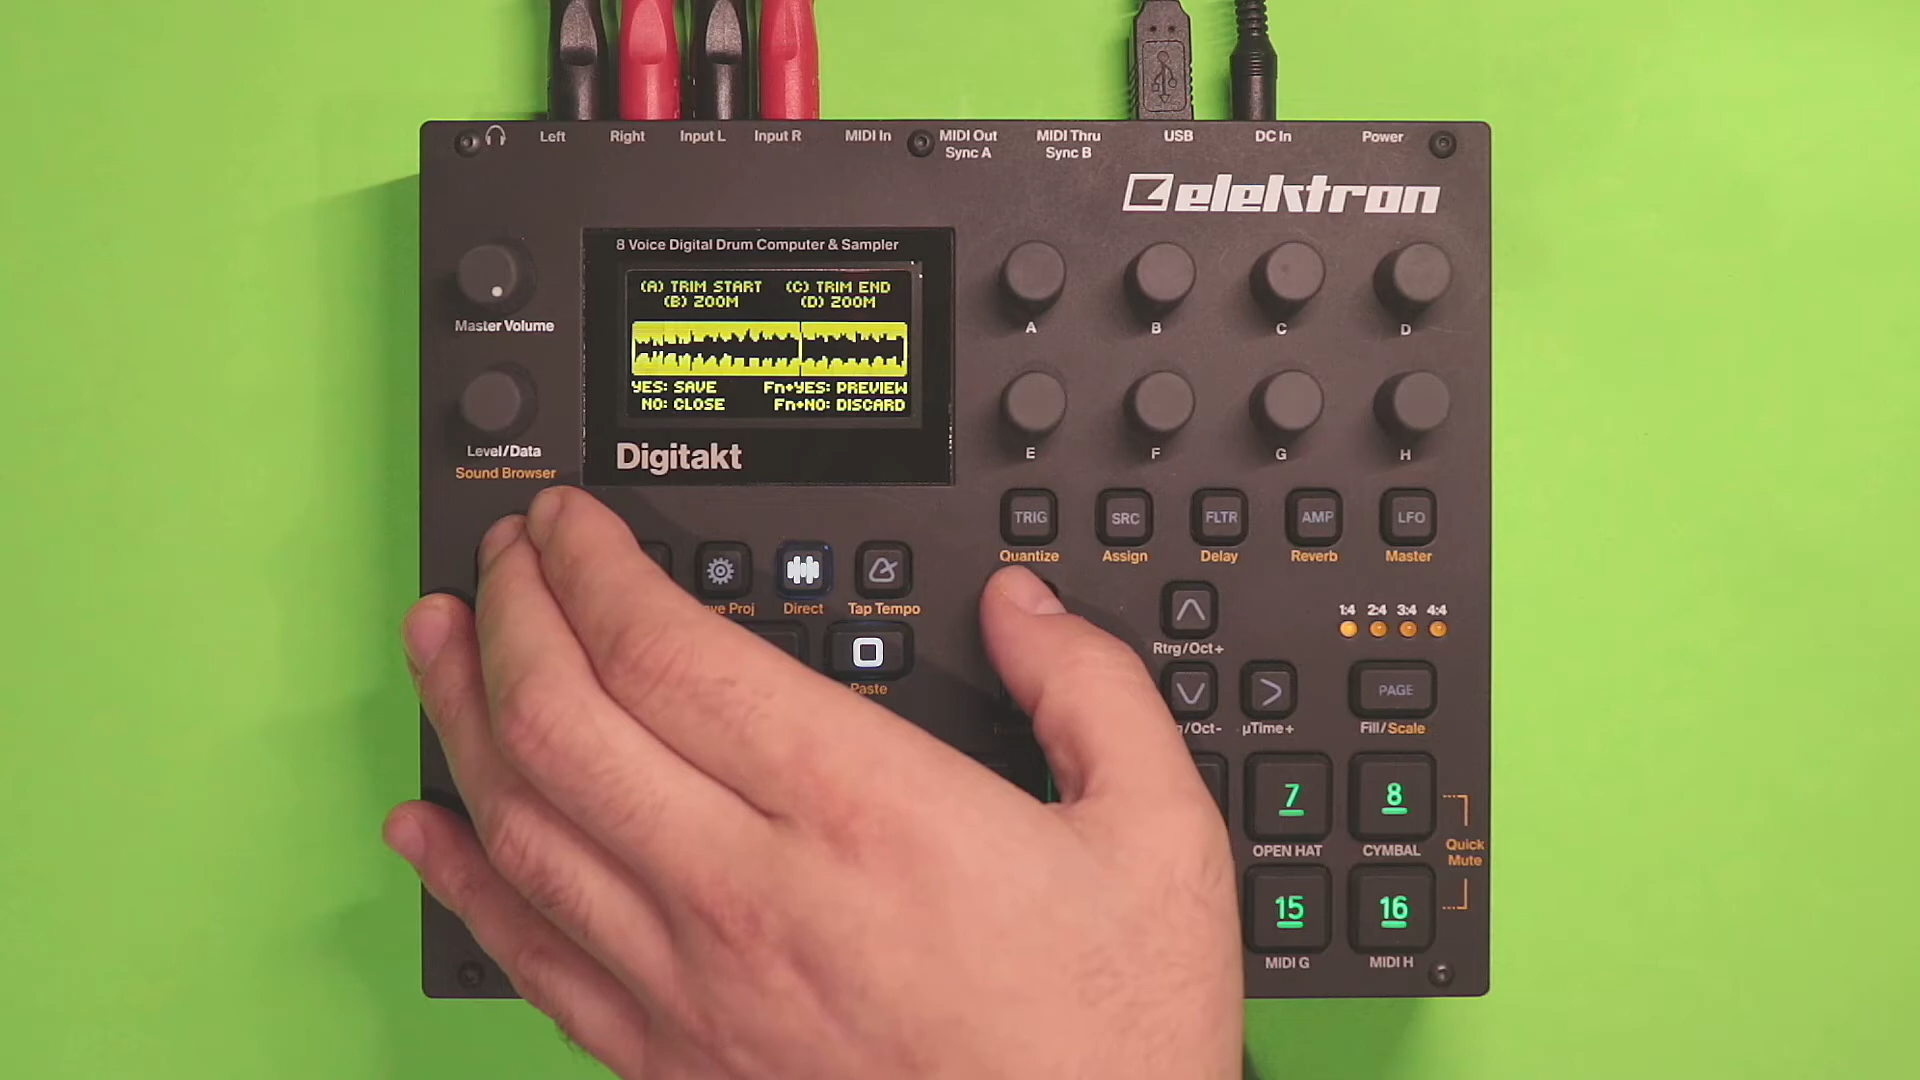 Left Right Input L Input R MIDI In MIDI Out MIDI Thru USB DC In Power
Sync A Sync B
elektron
8 Voice Digital Drum Computer & Sampler
(A) TRIM START (C) TRIM END
(B) ZOOM (D) ZOOM
YES: SAVE Fn+YES: PREVIEW
NO: CLOSE Fn+NO: DISCARD
Digitakt
Master Volume
Level/Data
Sound Browser
A B C D
E F G H
TRIG SRC FLTR AMP LFO
Quantize Assign Delay Reverb Master
Proj Direct Tap Tempo
Paste
1:4 2:4 3:4 4:4
Rtrg/Oct+
PAGE
/Oct- µTime+ Fill/Scale
7 8
OPEN HAT CYMBAL
Quick
Mute
15 16
MIDI G MIDI H